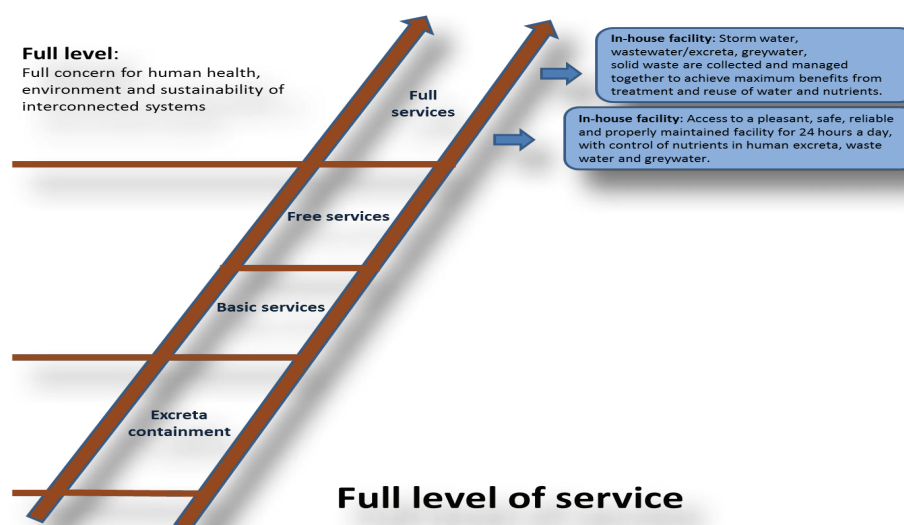 Full level:
Full concern for human health,
environment and sustainability of
interconnected systems
In-house facility: Storm water,
wastewater/excreta, greywater,
solid waste are collected and managed
together to achieve maximum benefits from
treatment and reuse of water and nutrients.
In-house facility: Access to a pleasant, safe, reliable
and properly maintained facility for 24 hours a day,
with control of nutrients in human excreta, waste
water and greywater.
Full
services
Free services
Basic services
Excreta
containment
Full level of service